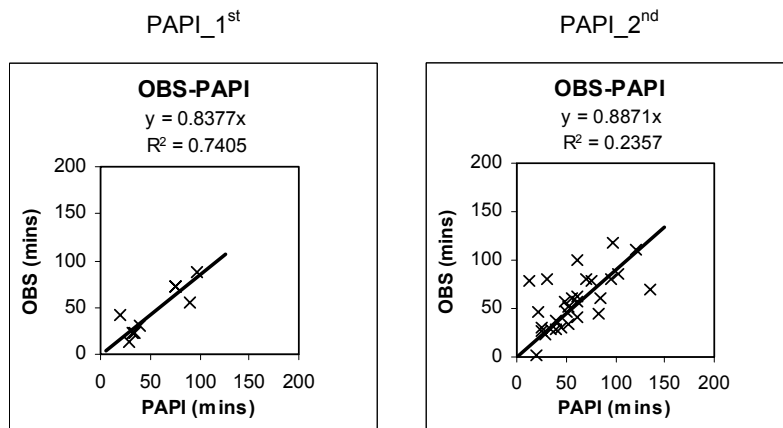 PAPI_1st
PAPI_2nd
OBS-PAPI
y = 0.8377x
R² = 0.7405
200
150
100
50
0
OBS (mins)
0 50 100 150 200
PAPI (mins)
OBS-PAPI
y = 0.8871x
R² = 0.2357
200
150
100
50
0
OBS (mins)
0 50 100 150 200
PAPI (mins)